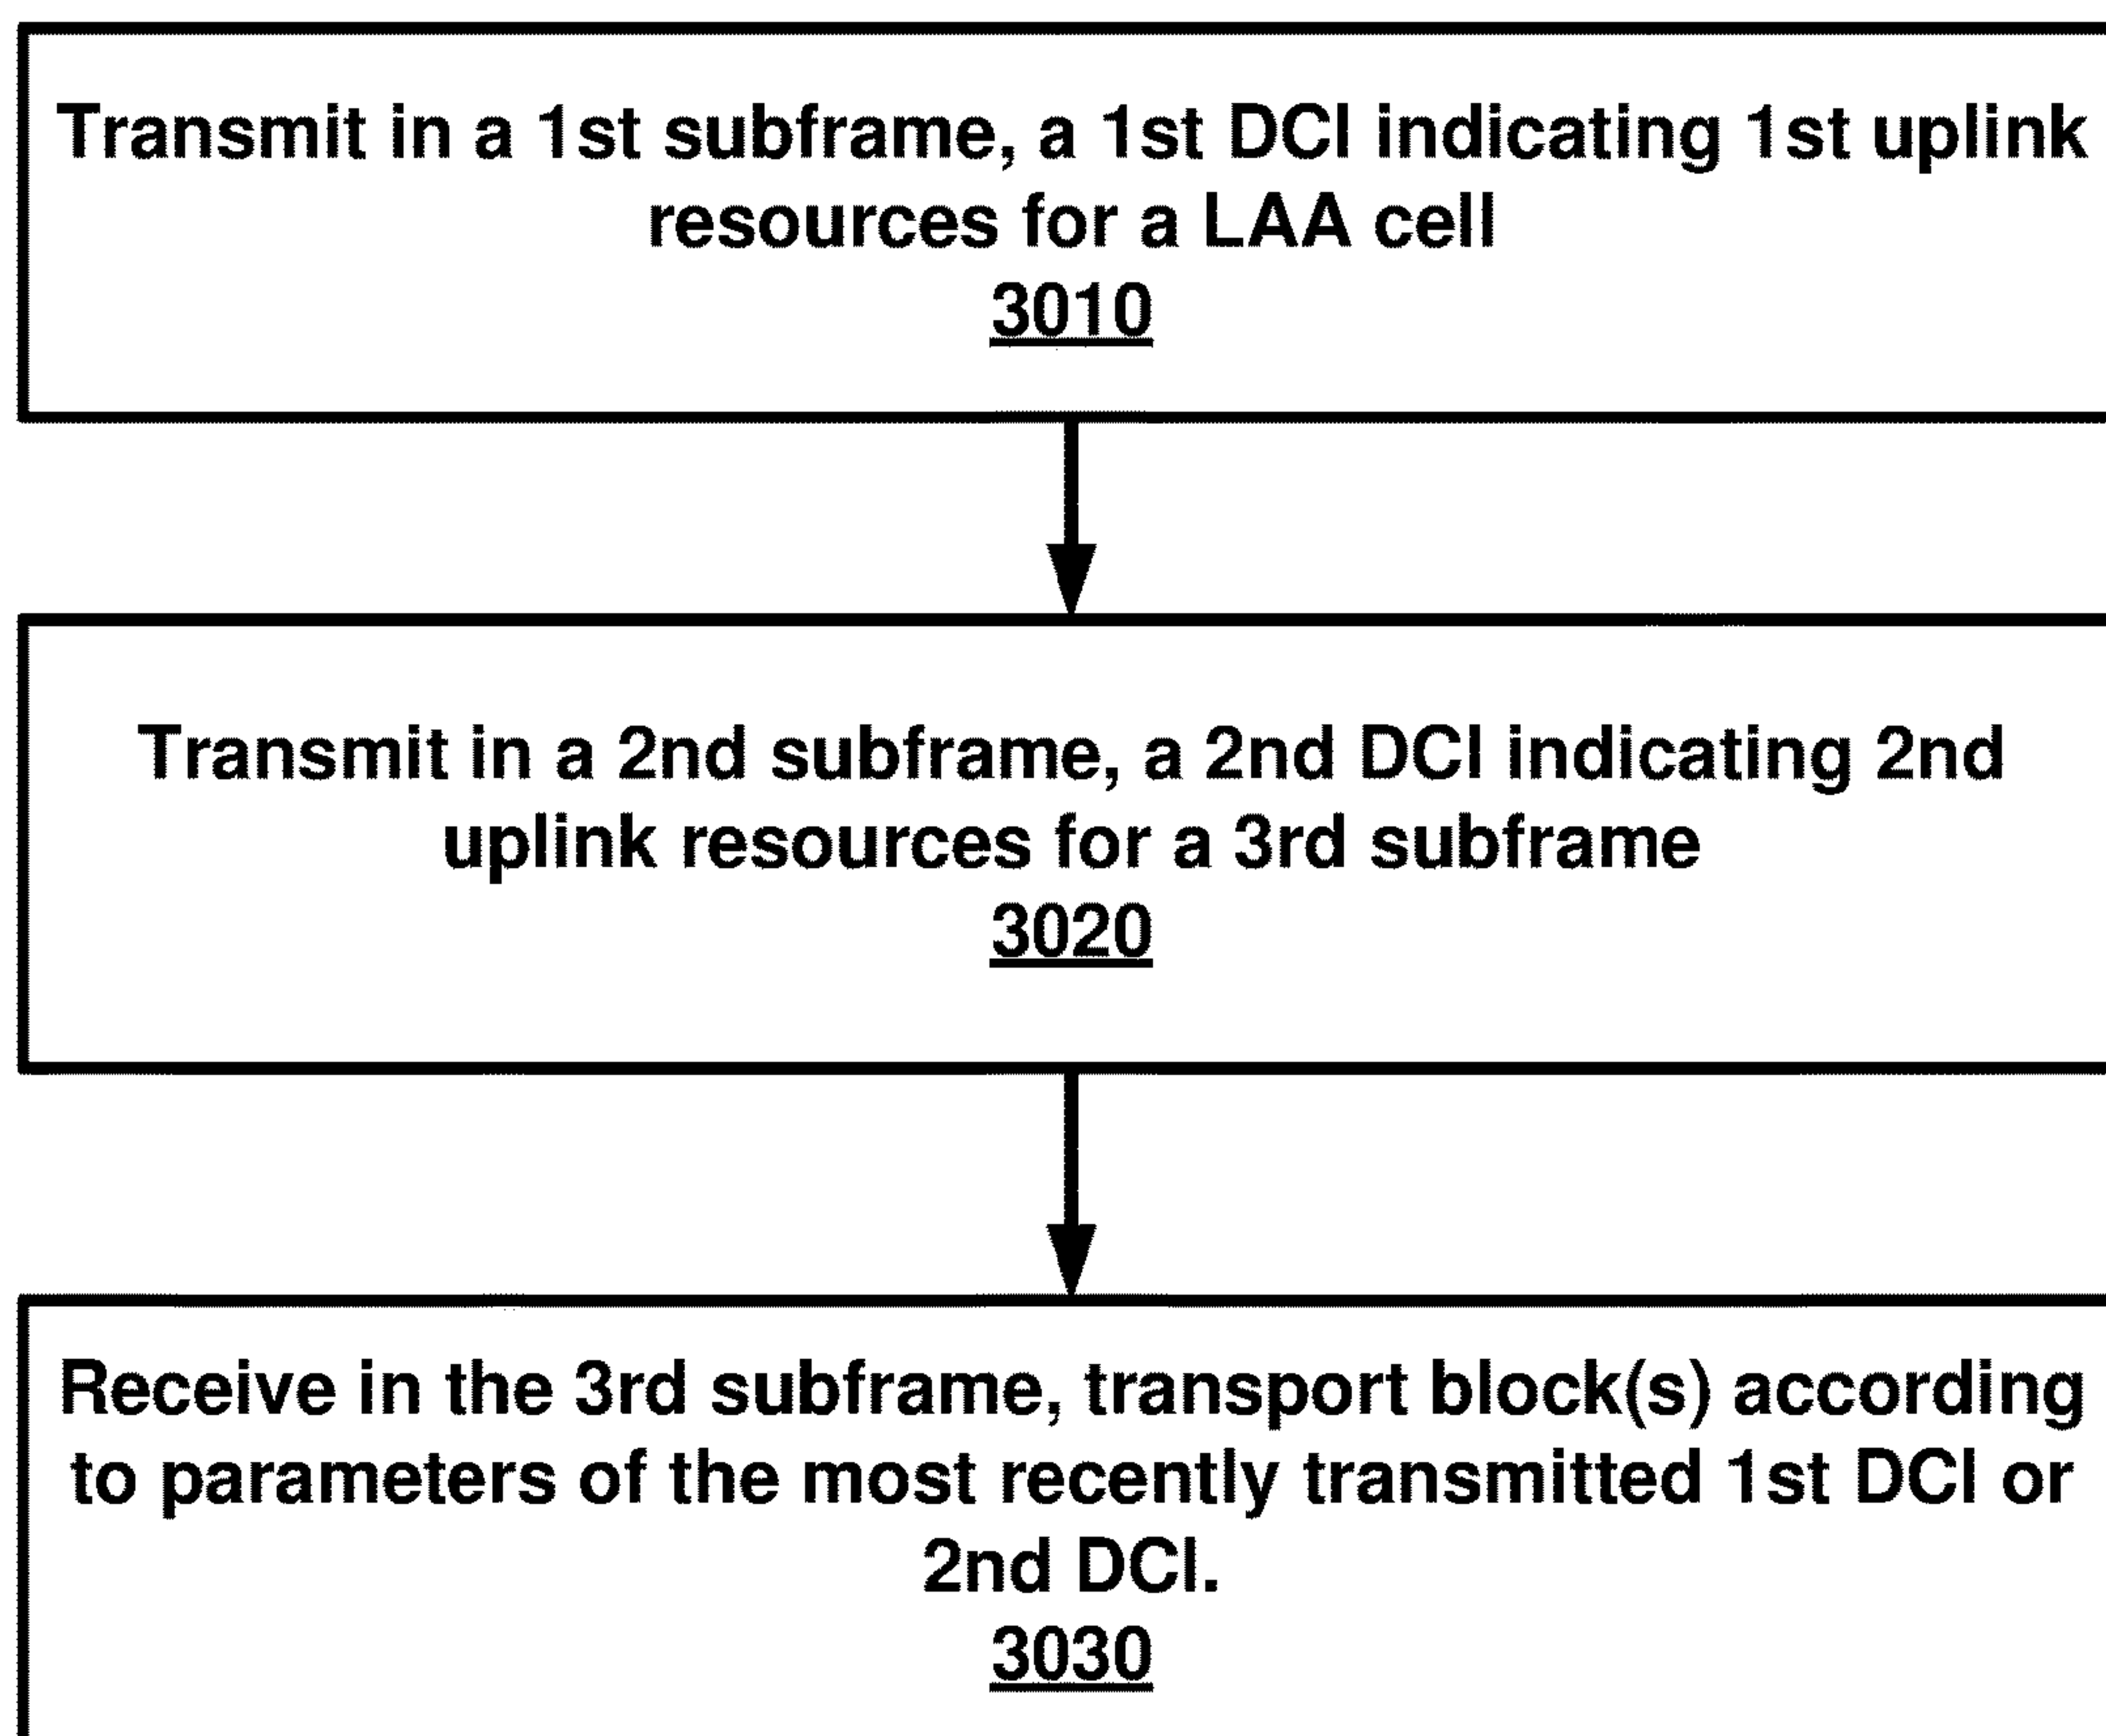 Transmit in a 1st subframe, a 1st DCI indicating 1st uplink
resources for a LAA cell
3010
Transmit in a 2nd subframe, a 2nd DCI indicating 2nd
uplink resources for a 3rd subframe
3020
Receive in the 3rd subframe, transport block(s) according
to parameters of the most recently transmitted 1st DCI or
2nd DCI.
3030